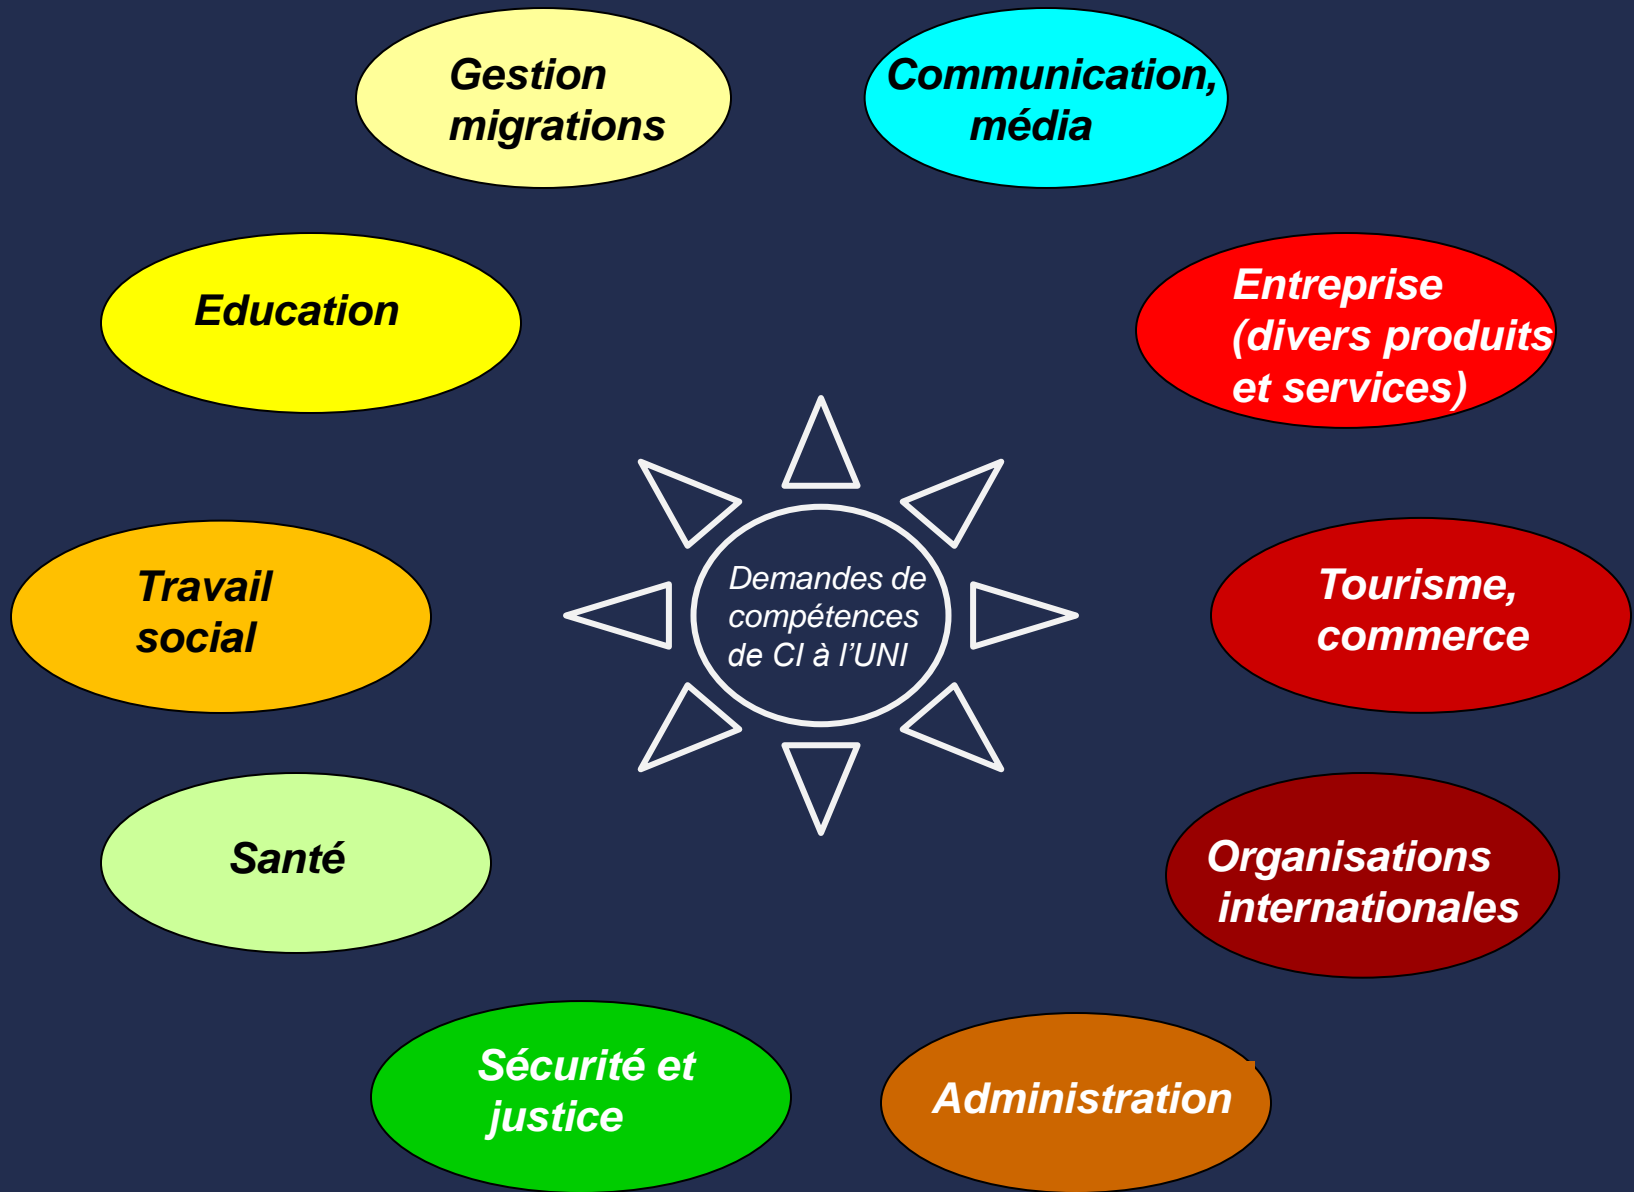 Gestion
migrations
Communication,
média
Education
Entreprise
(divers produits
et services)
Travail
social
Demandes de
compétences
de CI à l’UNI
Tourisme,
commerce
Santé
Organisations
internationales
Sécurité et
justice
Administration